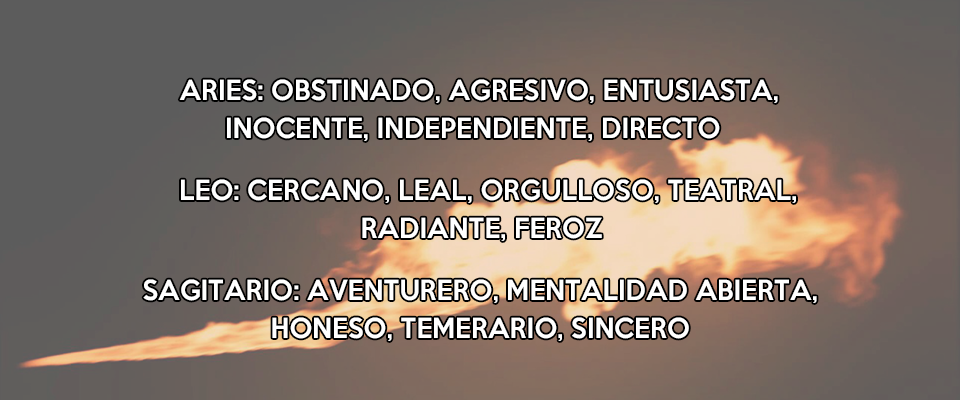 ARIES: OBSTINADO, AGRESIVO, ENTUSIASTA,
INOCENTE, INDEPENDIENTE, DIRECTO
LEO: CERCANO, LEAL, ORGULLOSO, TEATRAL,
RADIANTE, FEROZ
SAGITARIO: AVENTURERO, MENTALIDAD ABIERTA,
HONESO, TEMERARIO, SINCERO